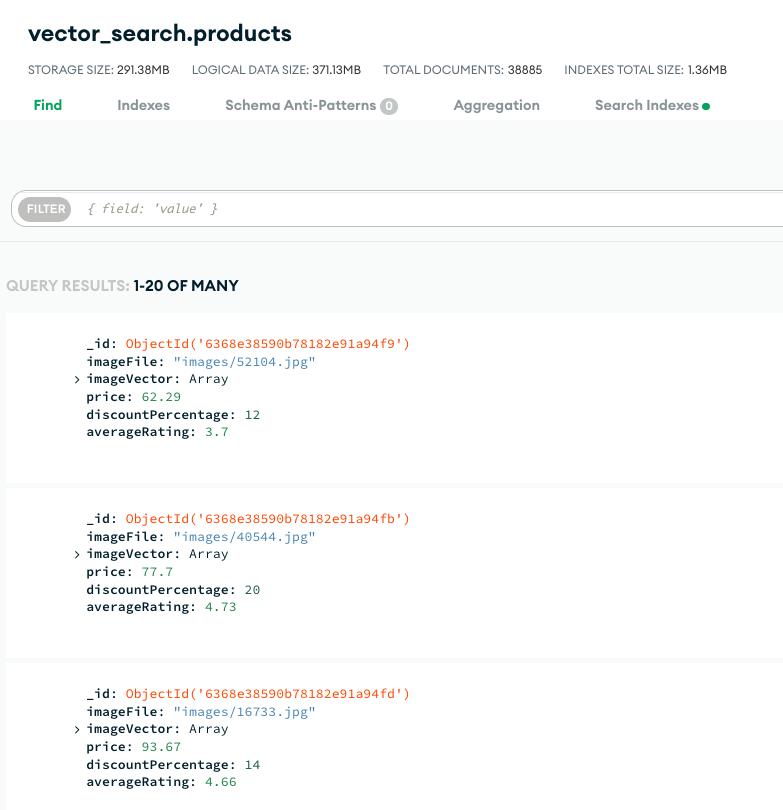 vector_search.products
STORAGE SIZE: 291.38MB LOGICAL DATA SIZE: 371.13MB TOTAL DOCUMENTS: 38885 INDEXES TOTAL SIZE: 1.36MB
Find Indexes Schema Anti-Patterns 0 Aggregation Search Indexes
FILTER { field: 'value' }
QUERY RESULTS: 1-20 OF MANY
_id: ObjectId('6368e38590b78182e91a94f9')
imageFile: "images/52104.jpg"
imageVector: Array
price: 62.29
discountPercentage: 12
averageRating: 3.7
_id: ObjectId('6368e38590b78182e91a94fb')
imageFile: "images/40544.jpg"
imageVector: Array
price: 77.7
discountPercentage: 20
averageRating: 4.73
_id: ObjectId('6368e38590b78182e91a94fd')
imageFile: "images/16733.jpg"
imageVector: Array
price: 93.67
discountPercentage: 14
averageRating: 4.66